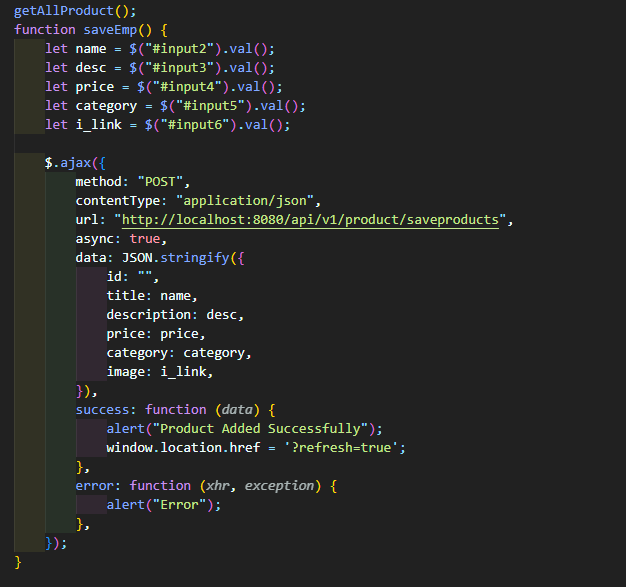 getAllProduct();
function saveEmp() {
let name = $("#input2").val();
let desc = $("#input3").val();
let price = $("#input4").val();
let category = $("#input5").val();
let i_link = $("#input6").val();
$.ajax({
method: "POST",
contentType: "application/json",
url: "http://localhost:8080/api/v1/product/saveproducts",
async: true,
data: JSON.stringify({
id: "",
title: name,
description: desc,
price: price,
category: category,
image: i_link,
}),
success: function (data) {
alert("Product Added Successfully");
window.location.href = '?refresh=true';
},
error: function (xhr, exception) {
alert("Error");
},
});
}